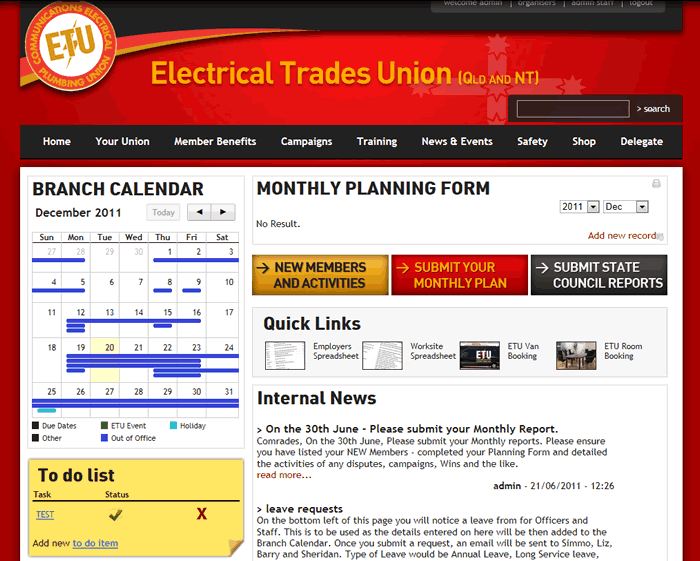 welcome admin | organisers | admin staff | logout
COMMUNICATIONS ELECTRICAL
ETU
PLUMBING UNION
Electrical Trades Union (QLD AND NT)
> search
Home Your Union Member Benefits Campaigns Training News & Events Safety Shop Delegate
BRANCH CALENDAR
December 2011 Today
Sun Mon Tue Wed Thu Fri Sat
27 28 29 30 1 2 3
4 5 6 7 8 9 10
11 12 13 14 15 16 17
18 19 20 21 22 23 24
25 26 27 28 29 30 31
Due Dates ETU Event Holiday
Other Out of Office
To do list
Task Status
TEST X
Add new to do item
MONTHLY PLANNING FORM
2011 Dec
No Result.
Add new record
NEW MEMBERS
AND ACTIVITIES
SUBMIT YOUR
MONTHLY PLAN
SUBMIT STATE
COUNCIL REPORTS
Quick Links
Employers
Spreadsheet
Worksite
Spreadsheet
ETU
ETU Van
Booking
ETU Room
Booking
Internal News
> On the 30th June - Please submit your Monthly Report.
Comrades, On the 30th June, Please submit your Monthly reports. Please ensure
you have listed your NEW Members - completed your Planning Form and detailed
the activities of any disputes, campaigns, Wins and the like.
read more...
admin - 21/06/2011 - 12:26
> leave requests
On the bottom left of this page you will notice a leave from for Officers and
Staff. This is to be used as the details entered on here will be then added to the
Branch Calendar. Once you submit a request, an email will be sent to Simmo, Liz,
Barry and Sheridan. Type of Leave would be Annual Leave, Long Service leave,